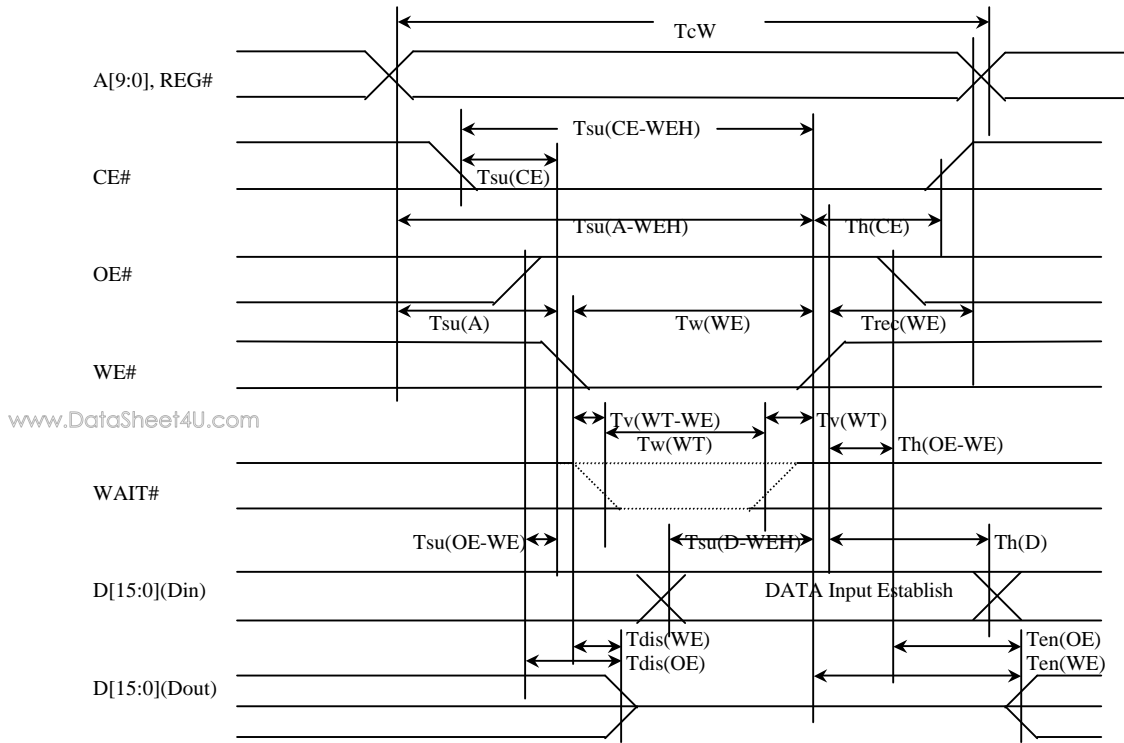 TcW
A[9:0], REG#
Tsu(CE-WEH)
Tsu(CE)
CE#
Tsu(A-WEH)
Th(CE)
OE#
Tsu(A)
Tw(WE)
Trec(WE)
WE#
www.DataSheet4U.com
Tv(WT-WE)
Tv(WT)
Tw(WT)
Th(OE-WE)
WAIT#
Tsu(OE-WE)
Tsu(D-WEH)
Th(D)
D[15:0](Din)
DATA Input Establish
Tdis(WE)
Ten(OE)
Tdis(OE)
Ten(WE)
D[15:0](Dout)